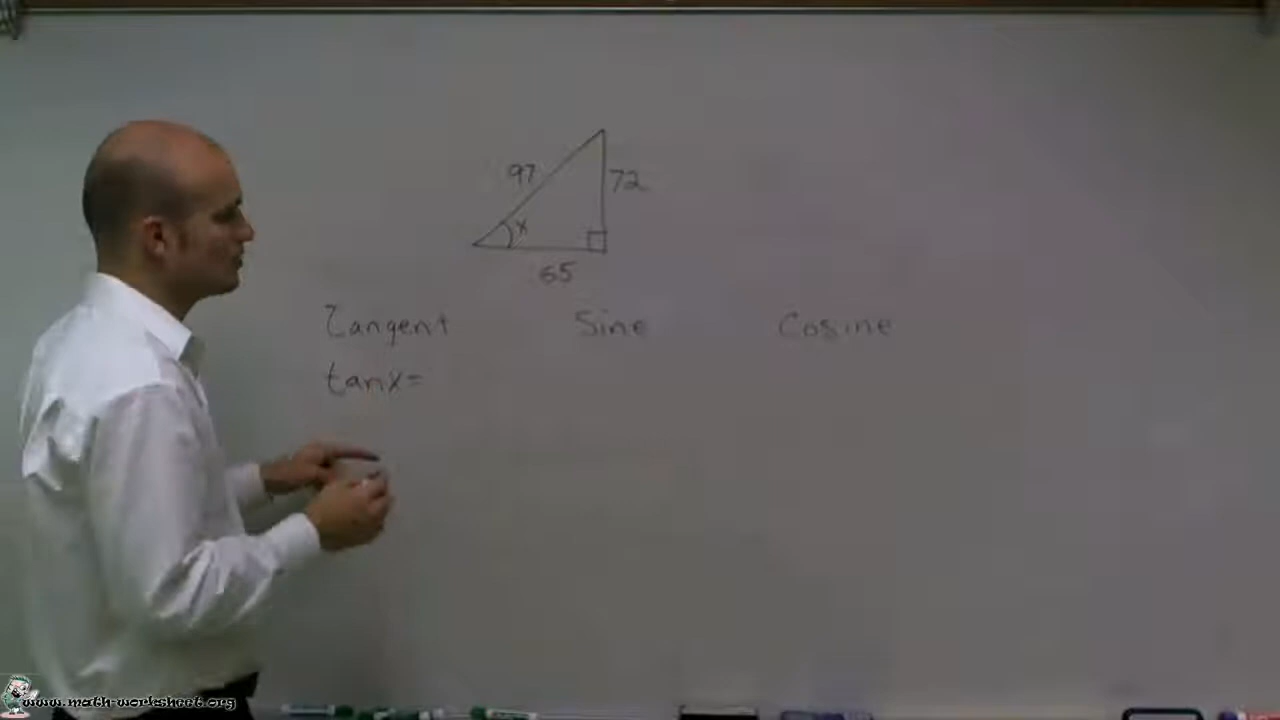 97
72
x
65
Tangent Sine Cosine
tanx=
www.math-worksheet.org